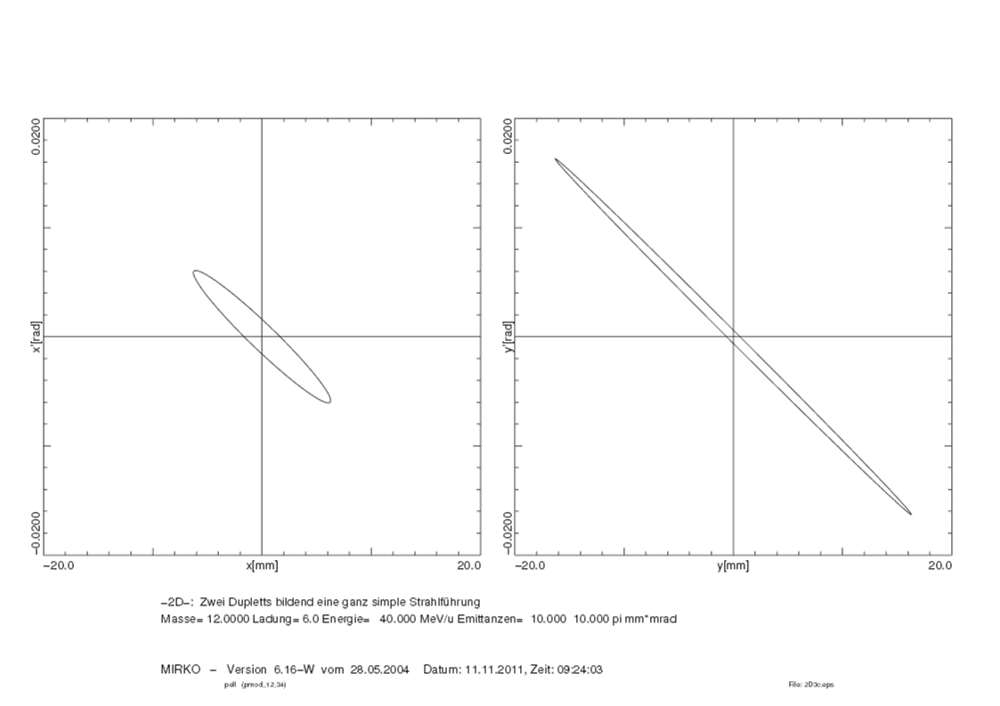 0.0200
0.0200
x'[rad]
y'[rad]
−0.0200
−0.0200
−20.0 x[mm] 20.0
−20.0 y[mm] 20.0
−2D−: Zwei Dupletts bildend eine ganz simple Strahlführung
Masse= 12.0000 Ladung= 6.0 Energie= 40.000 MeV/u Emittanzen= 10.000 10.000 pi mm*mrad
MIRKO − Version 6.16−W vom 28.05.2004 Datum: 11.11.2011, Zeit: 09:24:03
File: